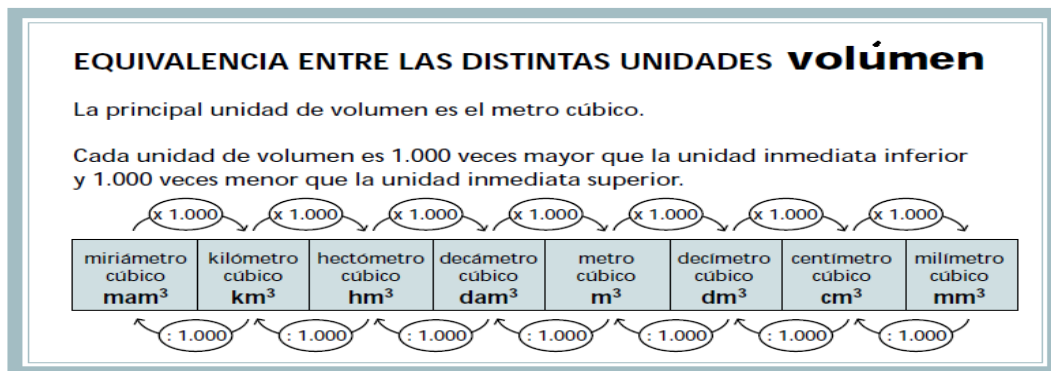 EQUIVALENCIA ENTRE LAS DISTINTAS UNIDADES volúmen
La principal unidad de volumen es el metro cúbico.
Cada unidad de volumen es 1.000 veces mayor que la unidad inmediata inferior
y 1.000 veces menor que la unidad inmediata superior.
x 1.000 x 1.000 x 1.000 x 1.000 x 1.000 x 1.000 x 1.000
miriámetro kilómetro hectómetro decámetro metro decímetro centímetro milímetro
cúbico cúbico cúbico cúbico cúbico cúbico cúbico cúbico
mam³ km³ hm³ dam³ m³ dm³ cm³ mm³
: 1.000 : 1.000 : 1.000 : 1.000 : 1.000 : 1.000 : 1.000